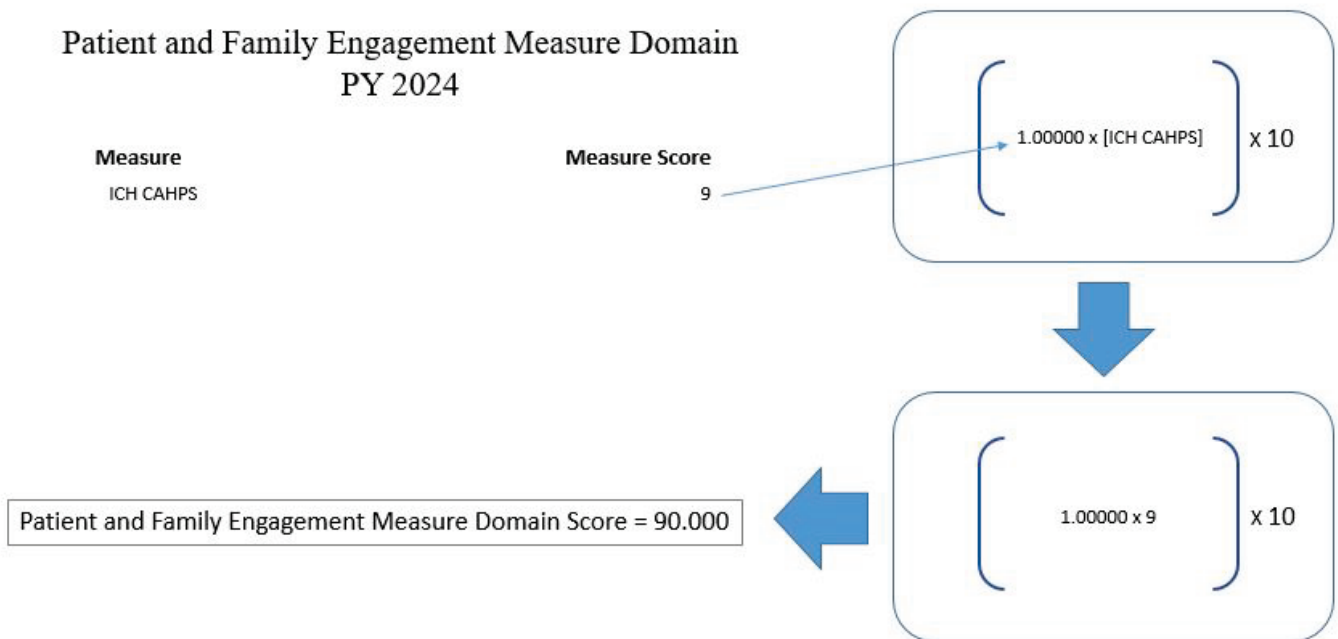 Patient and Family Engagement Measure Domain
PY 2024
Measure
Measure Score
ICH CAHPS
9
1.00000 x [ICH CAHPS]
x 10
1.00000 x 9
x 10
Patient and Family Engagement Measure Domain Score = 90.000